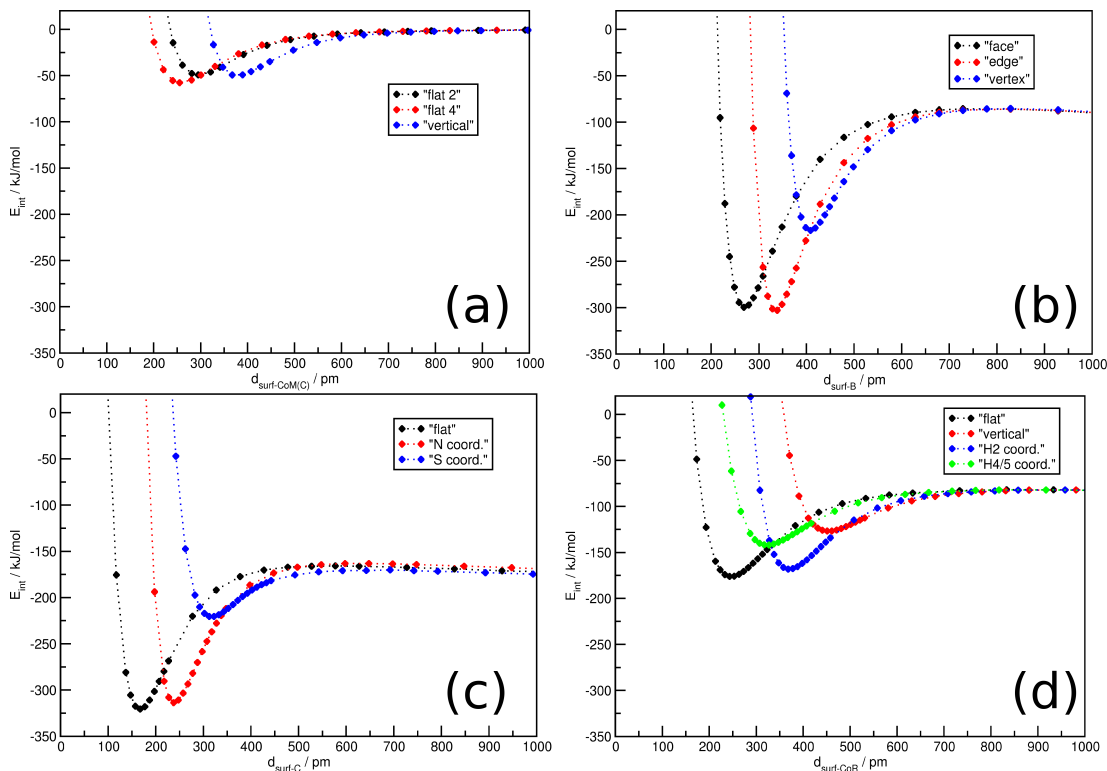 0
-50
-100
-150
-200
-250
-300
-350
E_int / kJ/mol
"flat 2"
"flat 4"
"vertical"
(a)
0 100 200 300 400 500 600 700 800 900 1000
d_surf-CoM(C) / pm
0
-50
-100
-150
-200
-250
-300
-350
E_int / kJ/mol
"face"
"edge"
"vertex"
(b)
0 100 200 300 400 500 600 700 800 900 1000
d_surf-B / pm
0
-50
-100
-150
-200
-250
-300
-350
E_int / kJ/mol
"flat"
"N coord."
"S coord."
(c)
0 100 200 300 400 500 600 700 800 900 1000
d_surf-C / pm
0
-50
-100
-150
-200
-250
-300
-350
E_int / kJ/mol
"flat"
"vertical"
"H2 coord."
"H4/5 coord."
(d)
0 100 200 300 400 500 600 700 800 900 1000
d_surf-CoR / pm